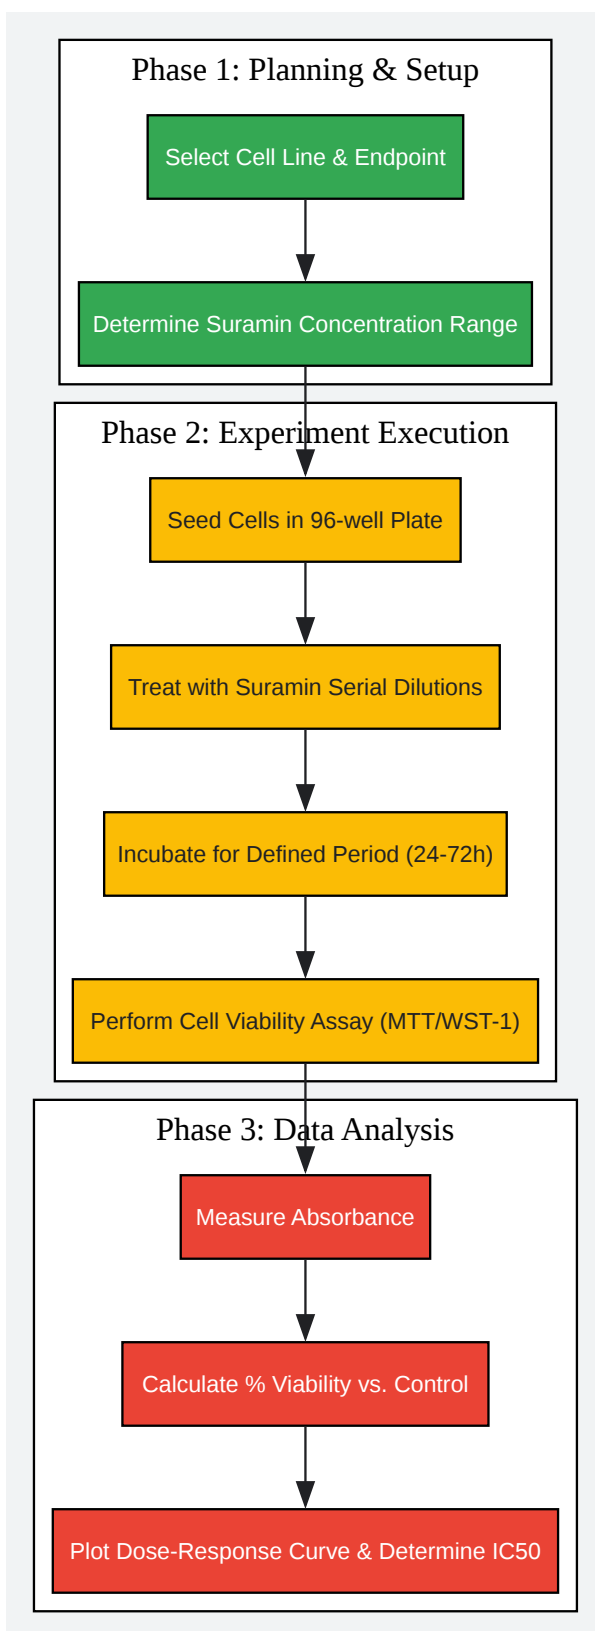 Phase 1: Planning & Setup
Select Cell Line & Endpoint
Determine Suramin Concentration Range
Phase 2: Experiment Execution
Seed Cells in 96-well Plate
Treat with Suramin Serial Dilutions
Incubate for Defined Period (24-72h)
Perform Cell Viability Assay (MTT/WST-1)
Phase 3: Data Analysis
Measure Absorbance
Calculate % Viability vs. Control
Plot Dose-Response Curve & Determine IC50